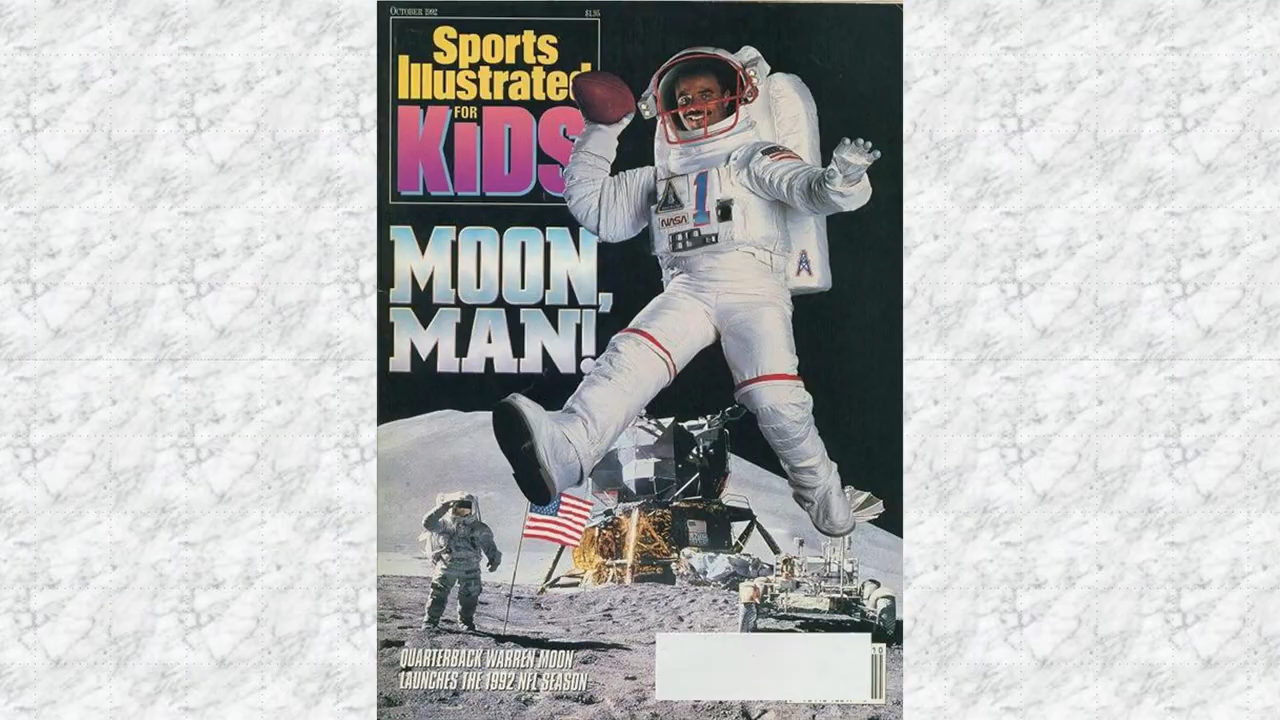 OCTOBER 1992
$1.95
Sports
Illustrated
FOR
KiDS
NASA
1
MOON,
MAN!
QUARTERBACK WARREN MOON
LAUNCHES THE 1992 NFL SEASON
10